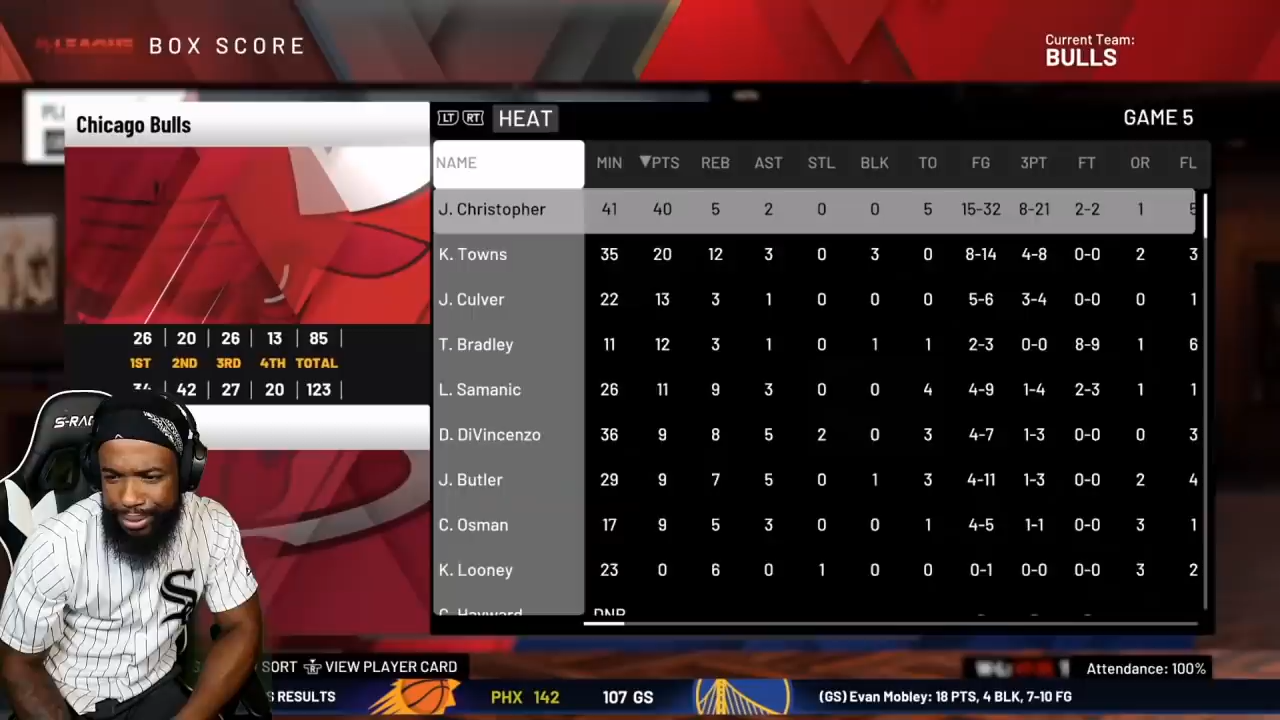 BOX SCORE
Current Team:
BULLS
Chicago Bulls
26 20 26 13 85
1ST 2ND 3RD 4TH TOTAL
34 42 27 20 123
S-RAC
LT RT HEAT GAME 5
NAME MIN ▼PTS REB AST STL BLK TO FG 3PT FT OR FL
J. Christopher 41 40 5 2 0 0 5 15-32 8-21 2-2 1 5
K. Towns 35 20 12 3 0 3 0 8-14 4-8 0-0 2 3
J. Culver 22 13 3 1 0 0 0 5-6 3-4 0-0 0 1
T. Bradley 11 12 3 1 0 1 1 2-3 0-0 8-9 1 6
L. Samanic 26 11 9 3 0 0 4 4-9 1-4 2-3 1 1
D. DiVincenzo 36 9 8 5 2 0 3 4-7 1-3 0-0 0 3
J. Butler 29 9 7 5 0 1 3 4-11 1-3 0-0 2 4
C. Osman 17 9 5 3 0 0 1 4-5 1-1 0-0 3 1
K. Looney 23 0 6 0 1 0 0 0-1 0-0 0-0 3 2
C. Hayward DNP - - -
SORT R VIEW PLAYER CARD
Attendance: 100%
S RESULTS PHX 142 107 GS (GS) Evan Mobley: 18 PTS, 4 BLK, 7-10 FG